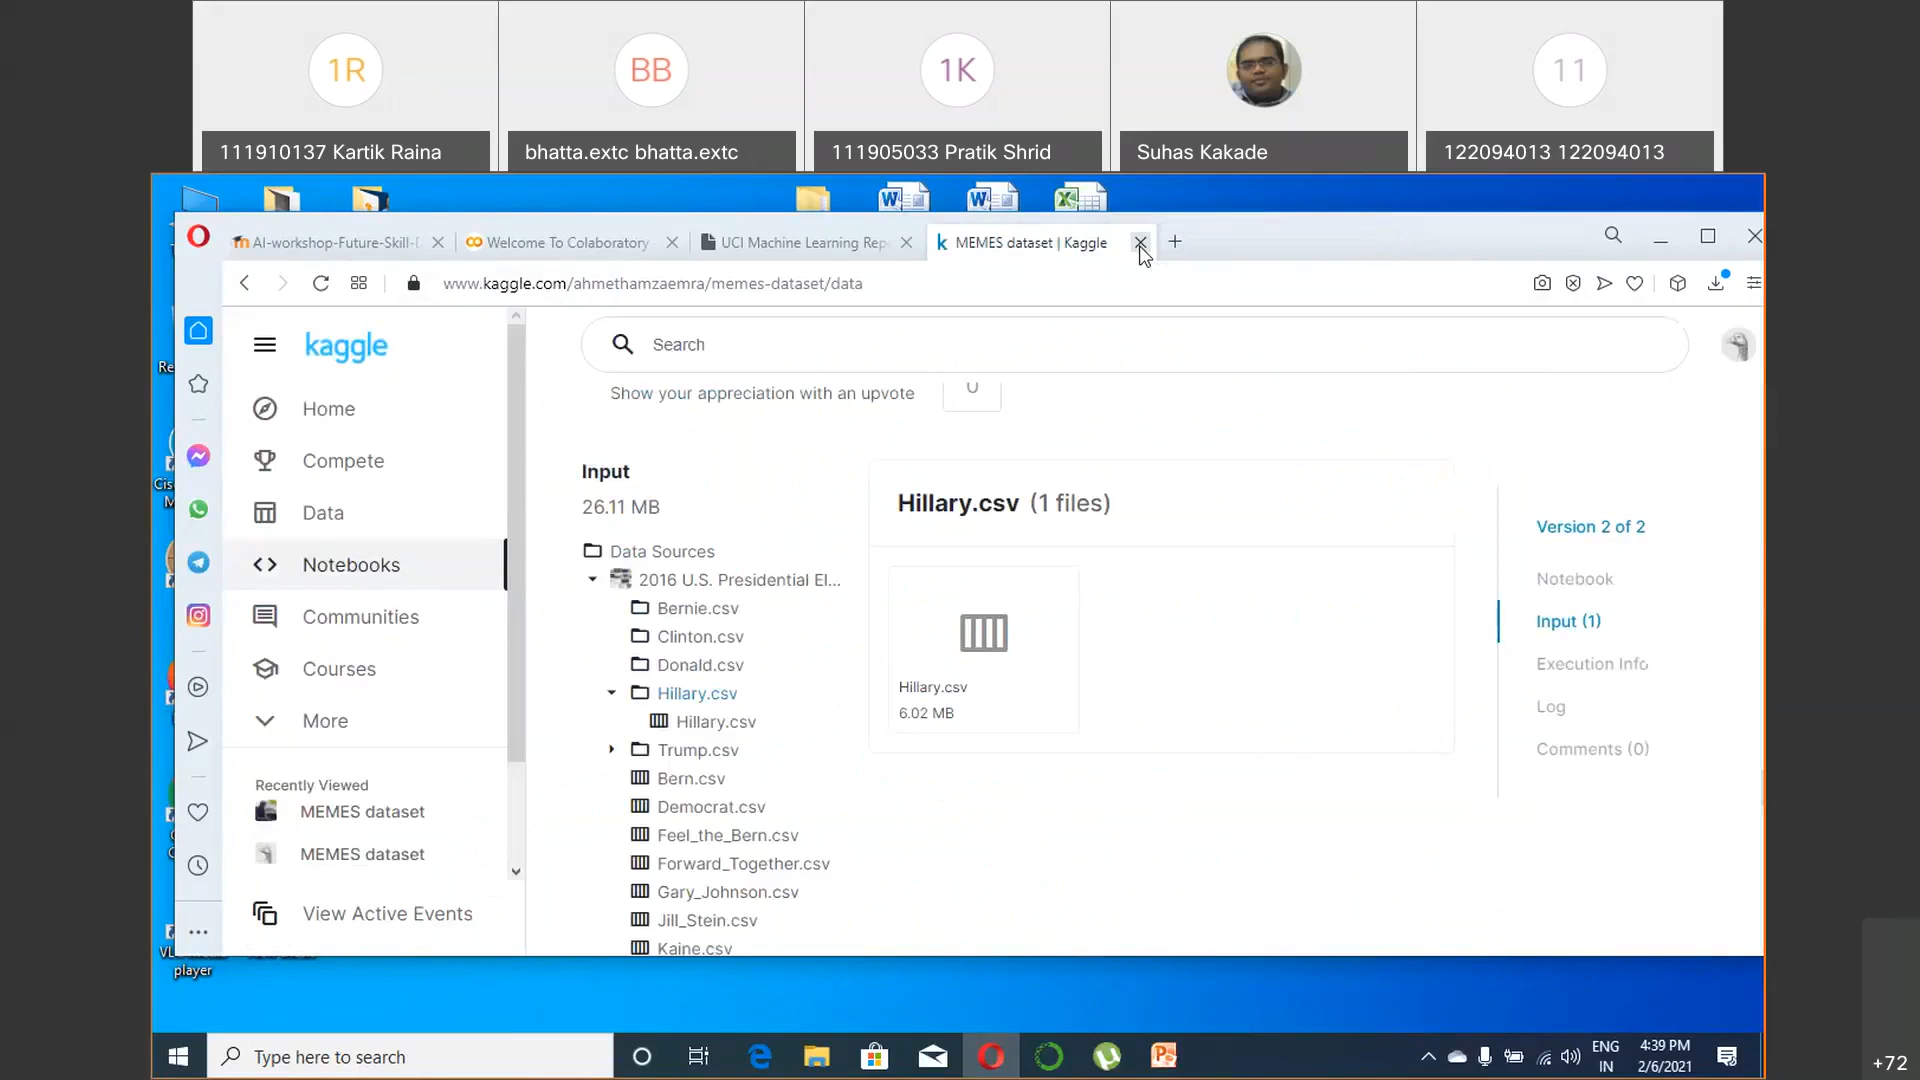 1R
BB
1K
11
111910137 Kartik Raina
bhatta.extc bhatta.extc
111905033 Pratik Shrid
Suhas Kakade
122094013 122094013
AI-workshop-Future-Skill-
Welcome To Colaboratory
UCI Machine Learning Rep
MEMES dataset | Kaggle
www.kaggle.com/ahmethamzaemra/memes-dataset/data
kaggle
Search
Show your appreciation with an upvote
0
Home
Compete
Data
Notebooks
Communities
Courses
More
Recently Viewed
MEMES dataset
MEMES dataset
View Active Events
Input
26.11 MB
Data Sources
2016 U.S. Presidential El...
Bernie.csv
Clinton.csv
Donald.csv
Hillary.csv
Hillary.csv
Trump.csv
Bern.csv
Democrat.csv
Feel_the_Bern.csv
Forward_Together.csv
Gary_Johnson.csv
Jill_Stein.csv
Kaine.csv
Hillary.csv (1 files)
Hillary.csv
6.02 MB
Version 2 of 2
Notebook
Input (1)
Execution Info
Log
Comments (0)
Re
Cis
player
Type here to search
ENG
IN
4:39 PM
2/6/2021
+72